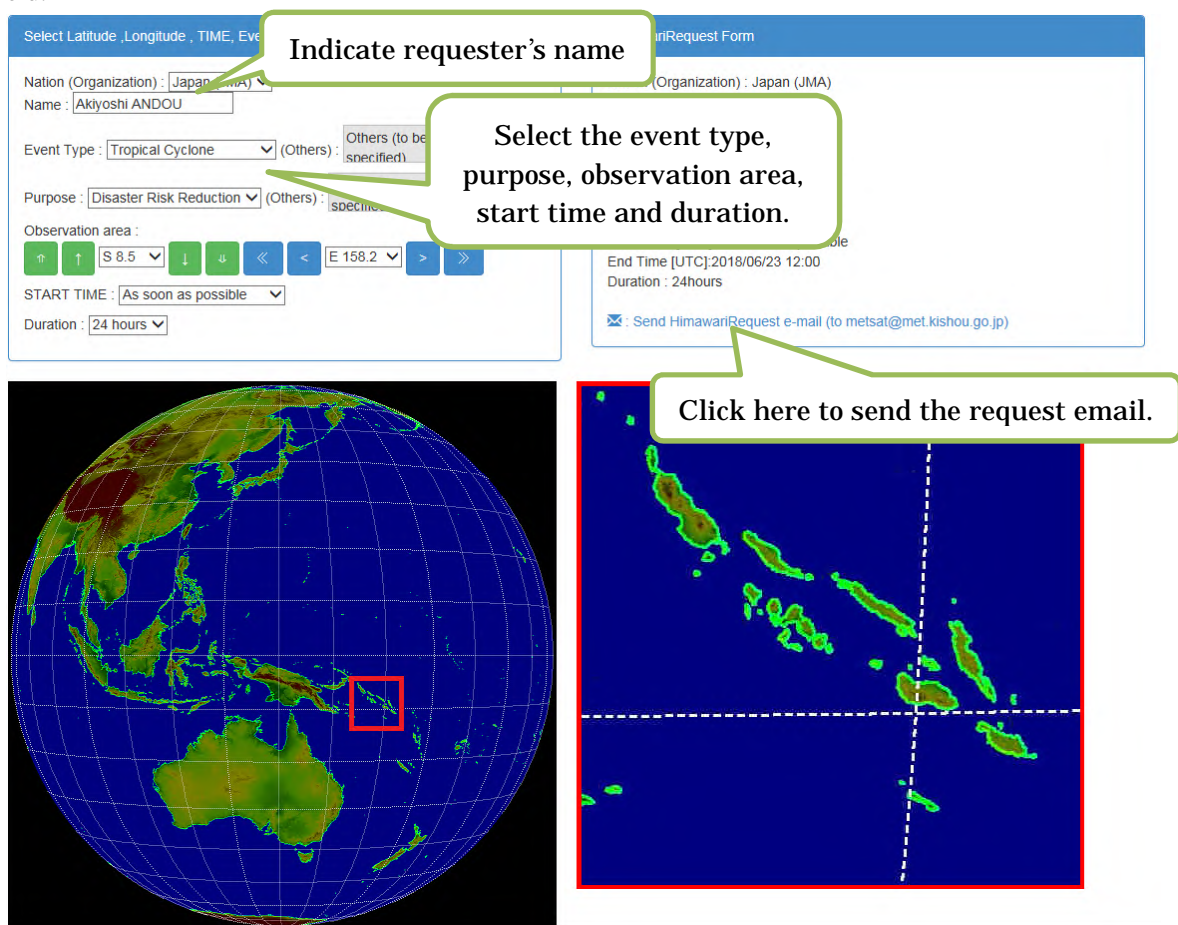 Select Latitude ,Longitude , TIME, Eve
Indicate requester's name
Nation (Organization) : Japan (JMA)
Name : Akiyoshi ANDOU
Event Type : Tropical Cyclone (Others) : Others (to be
specified)
Purpose : Disaster Risk Reduction (Others) :
Observation area :
⇑ ↑ S 8.5 ↓ ⇓ ≪ < E 158.2 > ≫
START TIME : As soon as possible
Duration : 24 hours
Select the event type,
purpose, observation area,
start time and duration.
Request Form
(Organization) : Japan (JMA)
End Time [UTC]:2018/06/23 12:00
Duration : 24hours
: Send HimawariRequest e-mail (to metsat@met.kishou.go.jp)
Click here to send the request email.